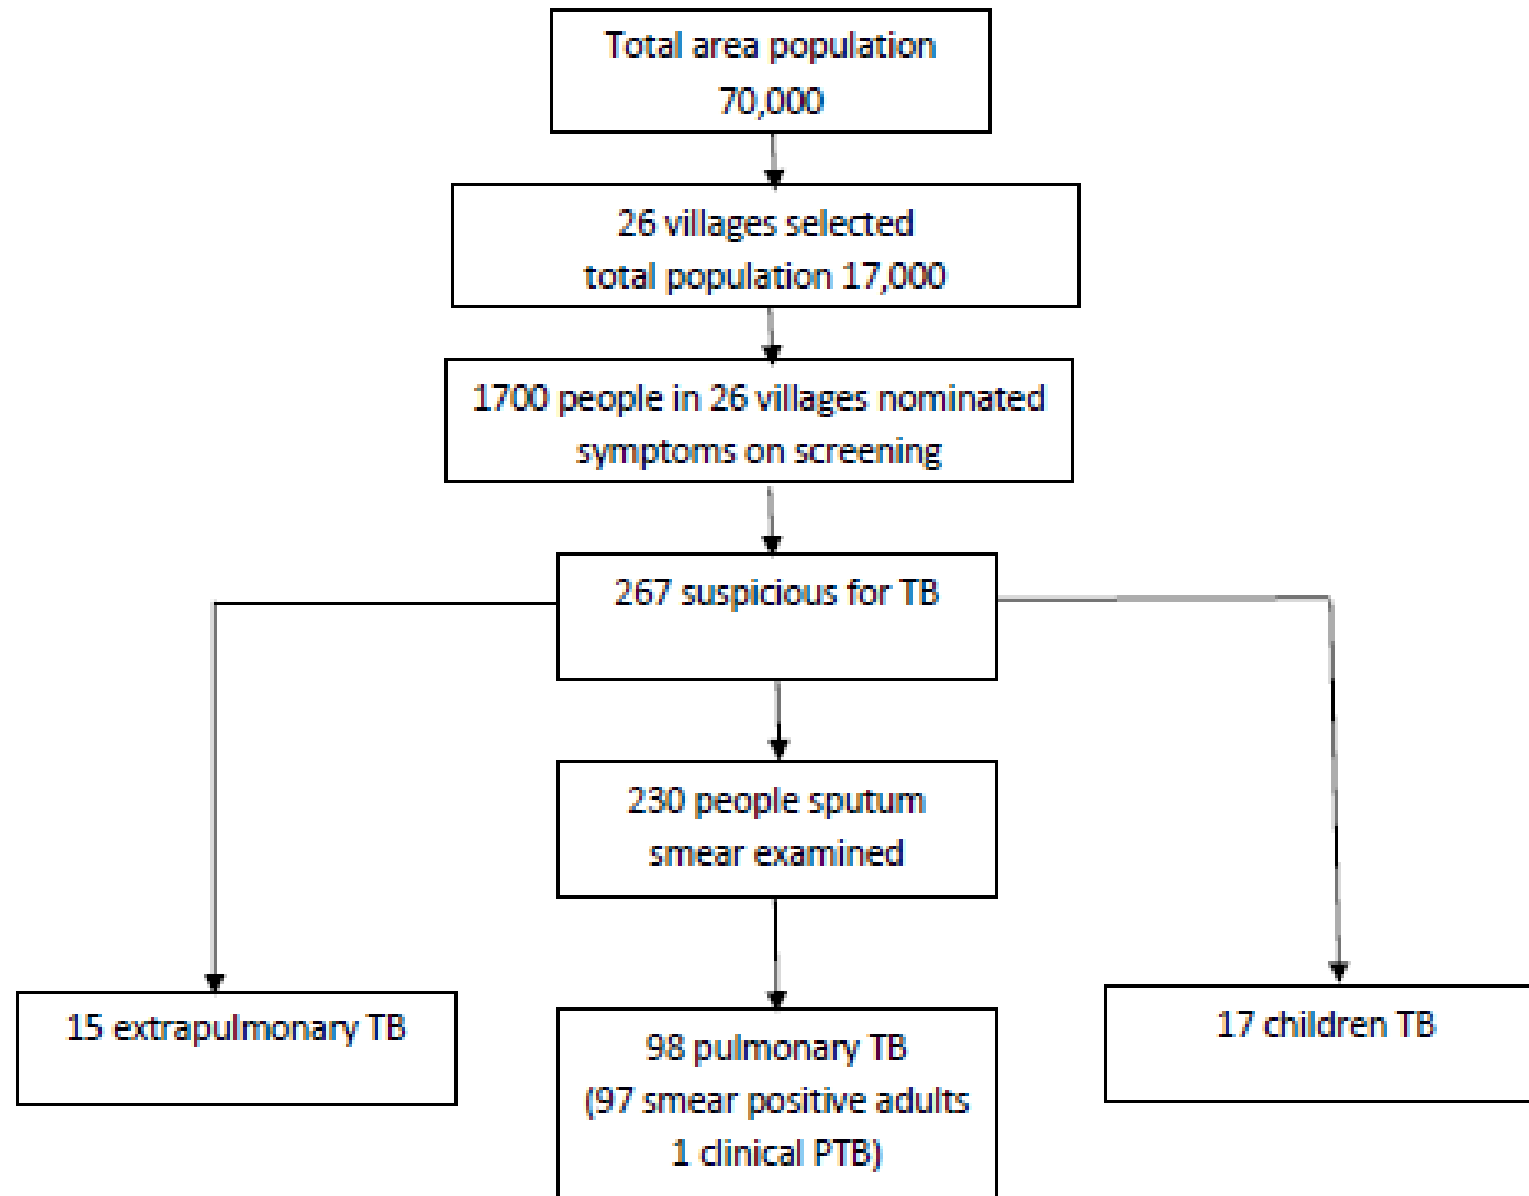 Total area population
70,000
26 villages selected
total population 17,000
1700 people in 26 villages nominated
symptoms on screening
267 suspicious for TB
230 people sputum
smear examined
15 extrapulmonary TB
98 pulmonary TB
(97 smear positive adults
1 clinical PTB)
17 children TB